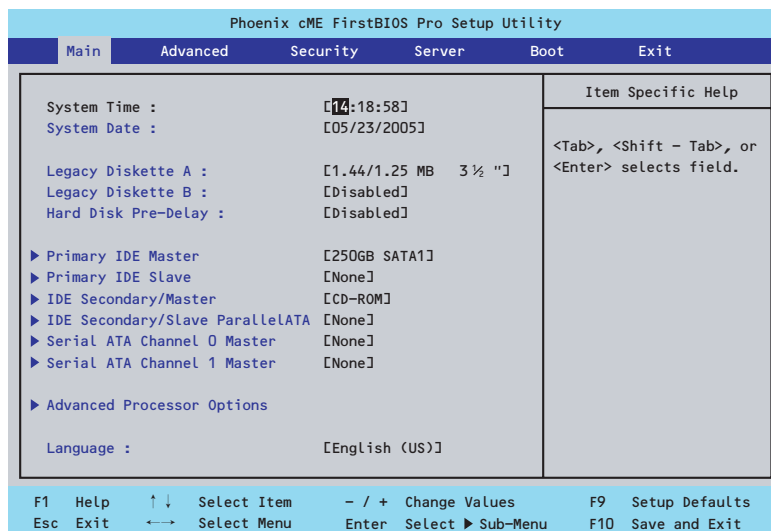 Phoenix cME FirstBIOS Pro Setup Utility
Main Advanced Security Server Boot Exit
System Time : [14:18:58]
System Date : [05/23/2005]
Legacy Diskette A : [1.44/1.25 MB 3 ½ "]
Legacy Diskette B : [Disabled]
Hard Disk Pre-Delay : [Disabled]
▶ Primary IDE Master [250GB SATA1]
▶ Primary IDE Slave [None]
▶ IDE Secondary/Master [CD-ROM]
▶ IDE Secondary/Slave ParallelATA [None]
▶ Serial ATA Channel 0 Master [None]
▶ Serial ATA Channel 1 Master [None]
▶ Advanced Processor Options
Language : [English (US)]
Item Specific Help
<Tab>, <Shift - Tab>, or
<Enter> selects field.
F1 Help ↑↓ Select Item - / + Change Values F9 Setup Defaults
Esc Exit ←→ Select Menu Enter Select ▶ Sub-Menu F10 Save and Exit